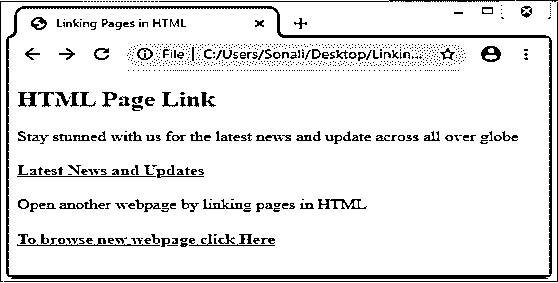 Linking Pages in HTML
File | C:/Users/Sonali/Desktop/Linkin...
HTML Page Link
Stay stunned with us for the latest news and update across all over globe
Latest News and Updates
Open another webpage by linking pages in HTML
To browse new webpage click Here